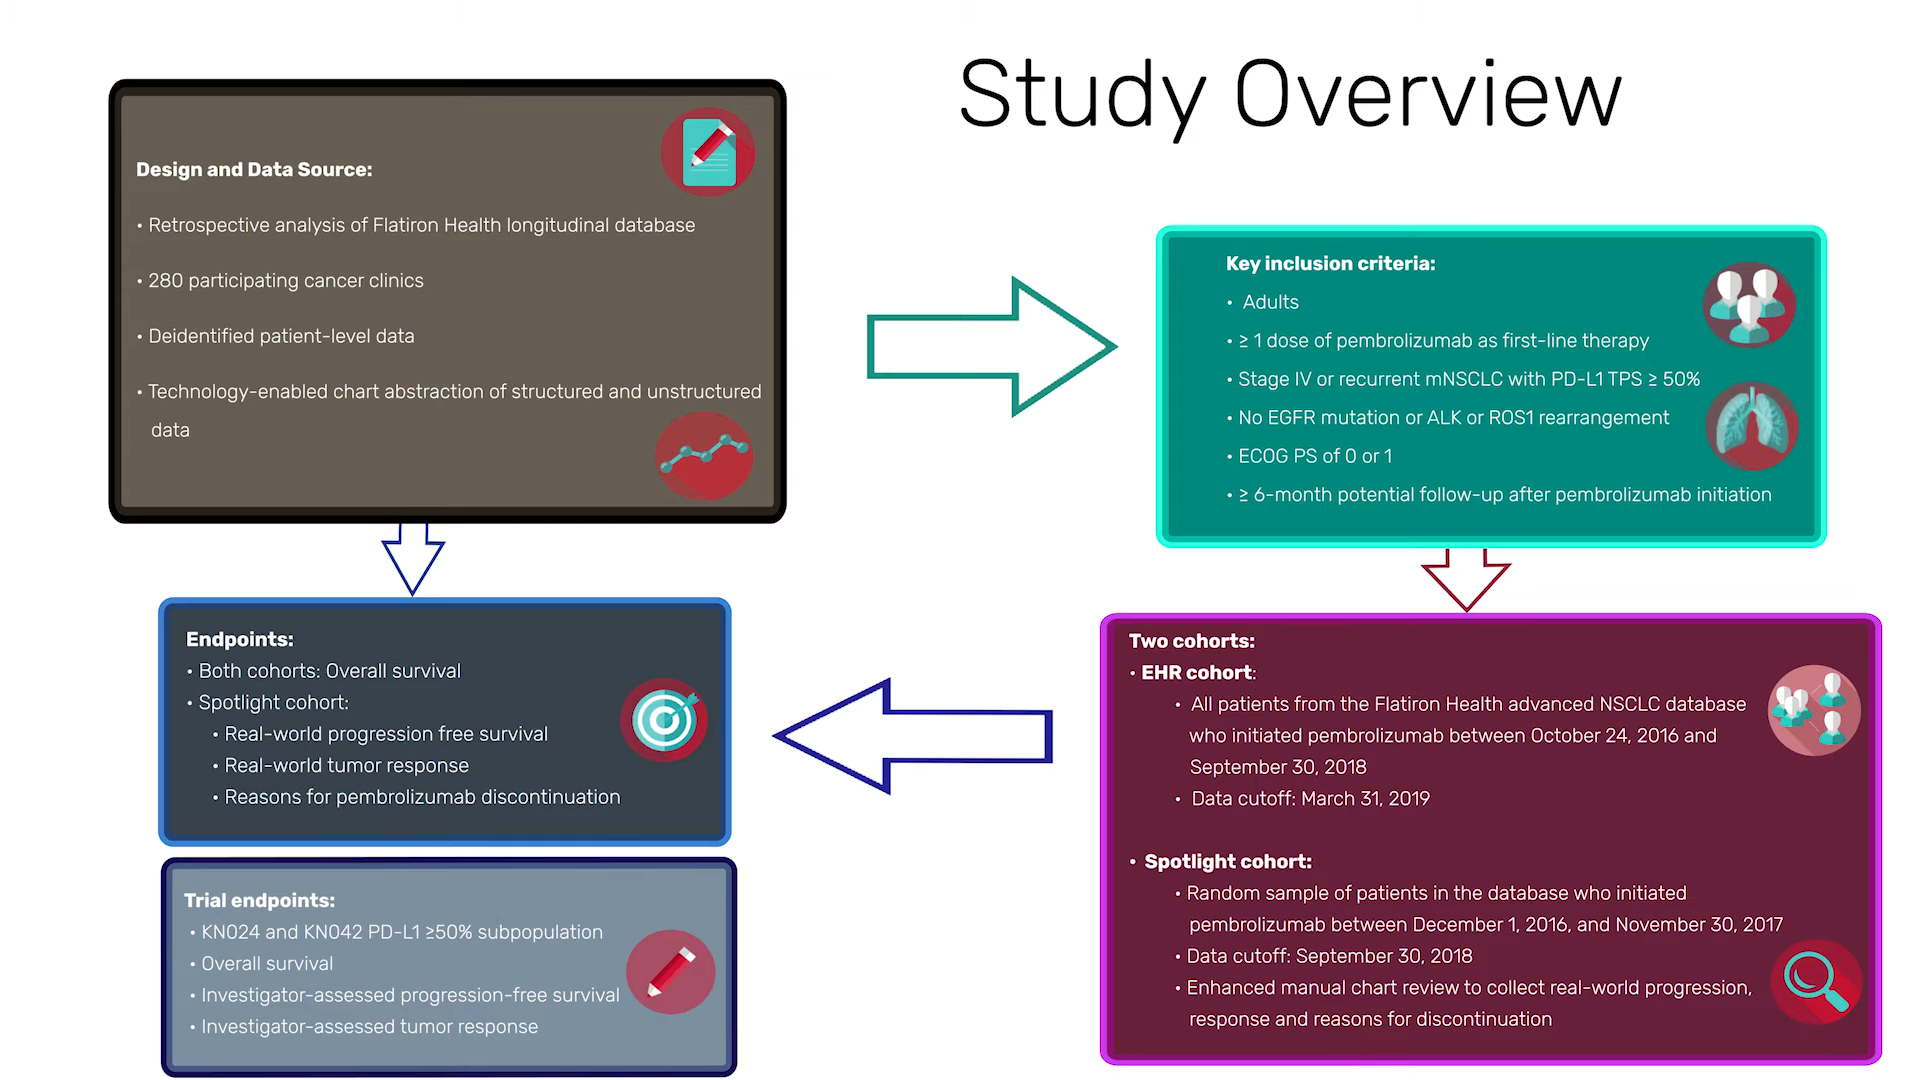 Study Overview
Design and Data Source:
• Retrospective analysis of Flatiron Health longitudinal database
• 280 participating cancer clinics
• Deidentified patient-level data
• Technology-enabled chart abstraction of structured and unstructured
data
Key inclusion criteria:
• Adults
• ≥ 1 dose of pembrolizumab as first-line therapy
• Stage IV or recurrent mNSCLC with PD-L1 TPS ≥ 50%
• No EGFR mutation or ALK or ROS1 rearrangement
• ECOG PS of 0 or 1
• ≥ 6-month potential follow-up after pembrolizumab initiation
Two cohorts:
• EHR cohort:
• All patients from the Flatiron Health advanced NSCLC database
who initiated pembrolizumab between October 24, 2016 and
September 30, 2018
• Data cutoff: March 31, 2019
• Spotlight cohort:
• Random sample of patients in the database who initiated
pembrolizumab between December 1, 2016, and November 30, 2017
• Data cutoff: September 30, 2018
• Enhanced manual chart review to collect real-world progression,
response and reasons for discontinuation
Endpoints:
• Both cohorts: Overall survival
• Spotlight cohort:
• Real-world progression free survival
• Real-world tumor response
• Reasons for pembrolizumab discontinuation
Trial endpoints:
• KN024 and KN042 PD-L1 ≥50% subpopulation
• Overall survival
• Investigator-assessed progression-free survival
• Investigator-assessed tumor response